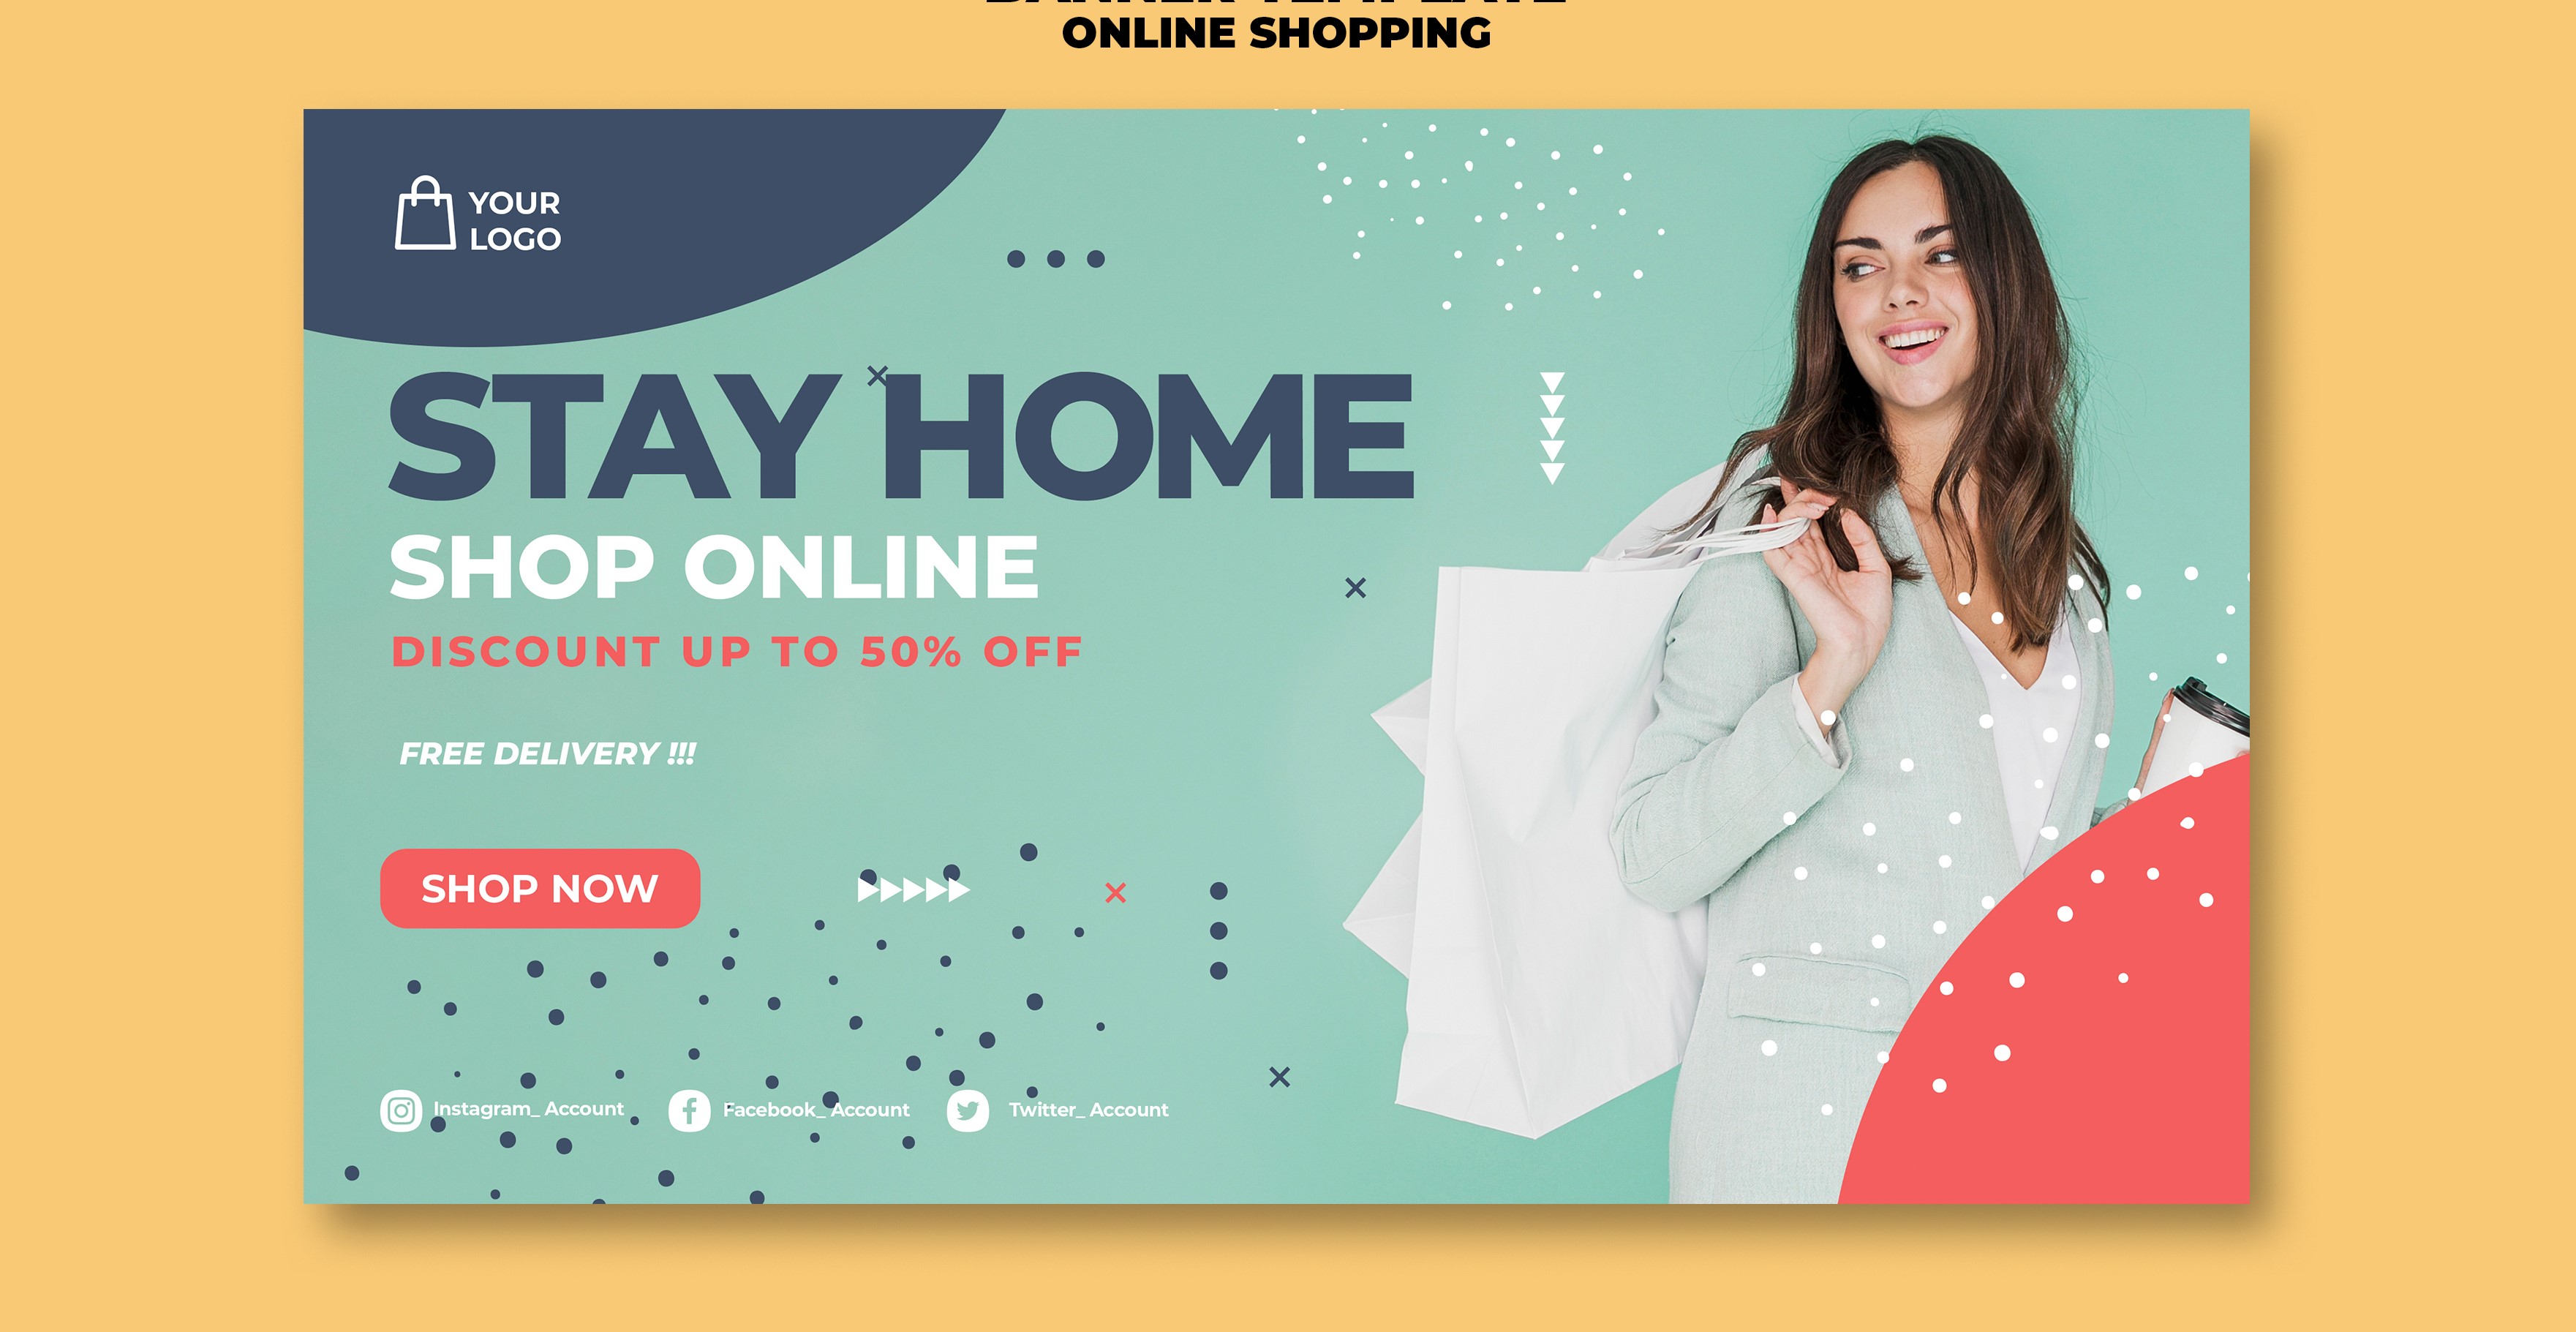 ONLINE SHOPPING
YOUR
LOGO
STAY HOME
SHOP ONLINE
DISCOUNT UP TO 50% OFF
FREE DELIVERY !!!
SHOP NOW
Instagram_ Account
Facebook_ Account
Twitter_ Account